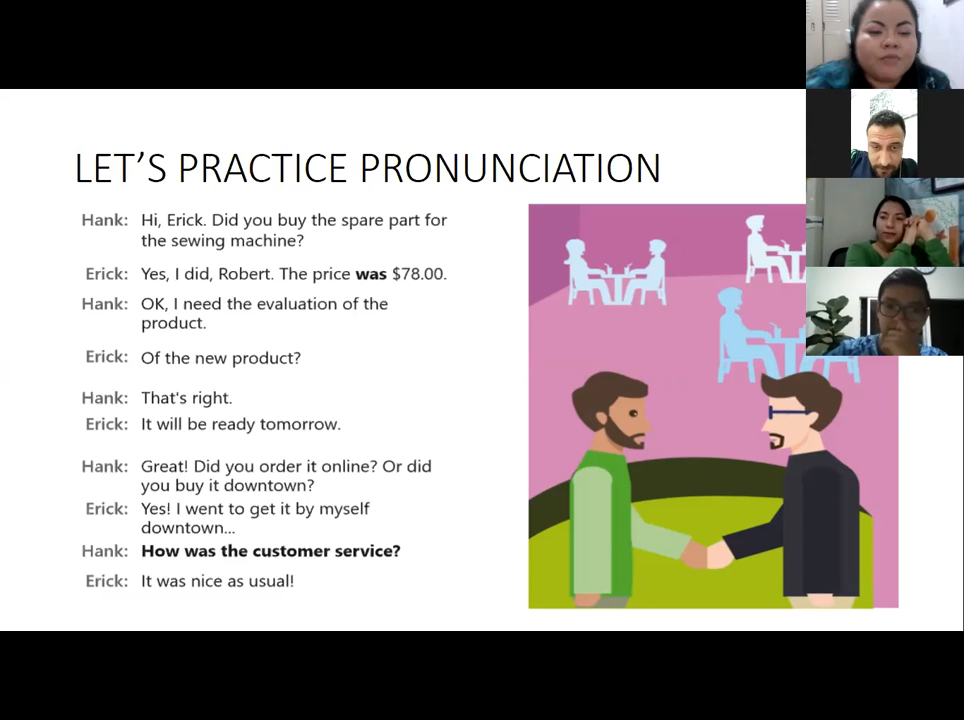 LET'S PRACTICE PRONUNCIATION
Hank: Hi, Erick. Did you buy the spare part for
the sewing machine?
Erick: Yes, I did, Robert. The price was $78.00.
Hank: OK, I need the evaluation of the
product.
Erick: Of the new product?
Hank: That's right.
Erick: It will be ready tomorrow.
Hank: Great! Did you order it online? Or did
you buy it downtown?
Erick: Yes! I went to get it by myself
downtown...
Hank: How was the customer service?
Erick: It was nice as usual!